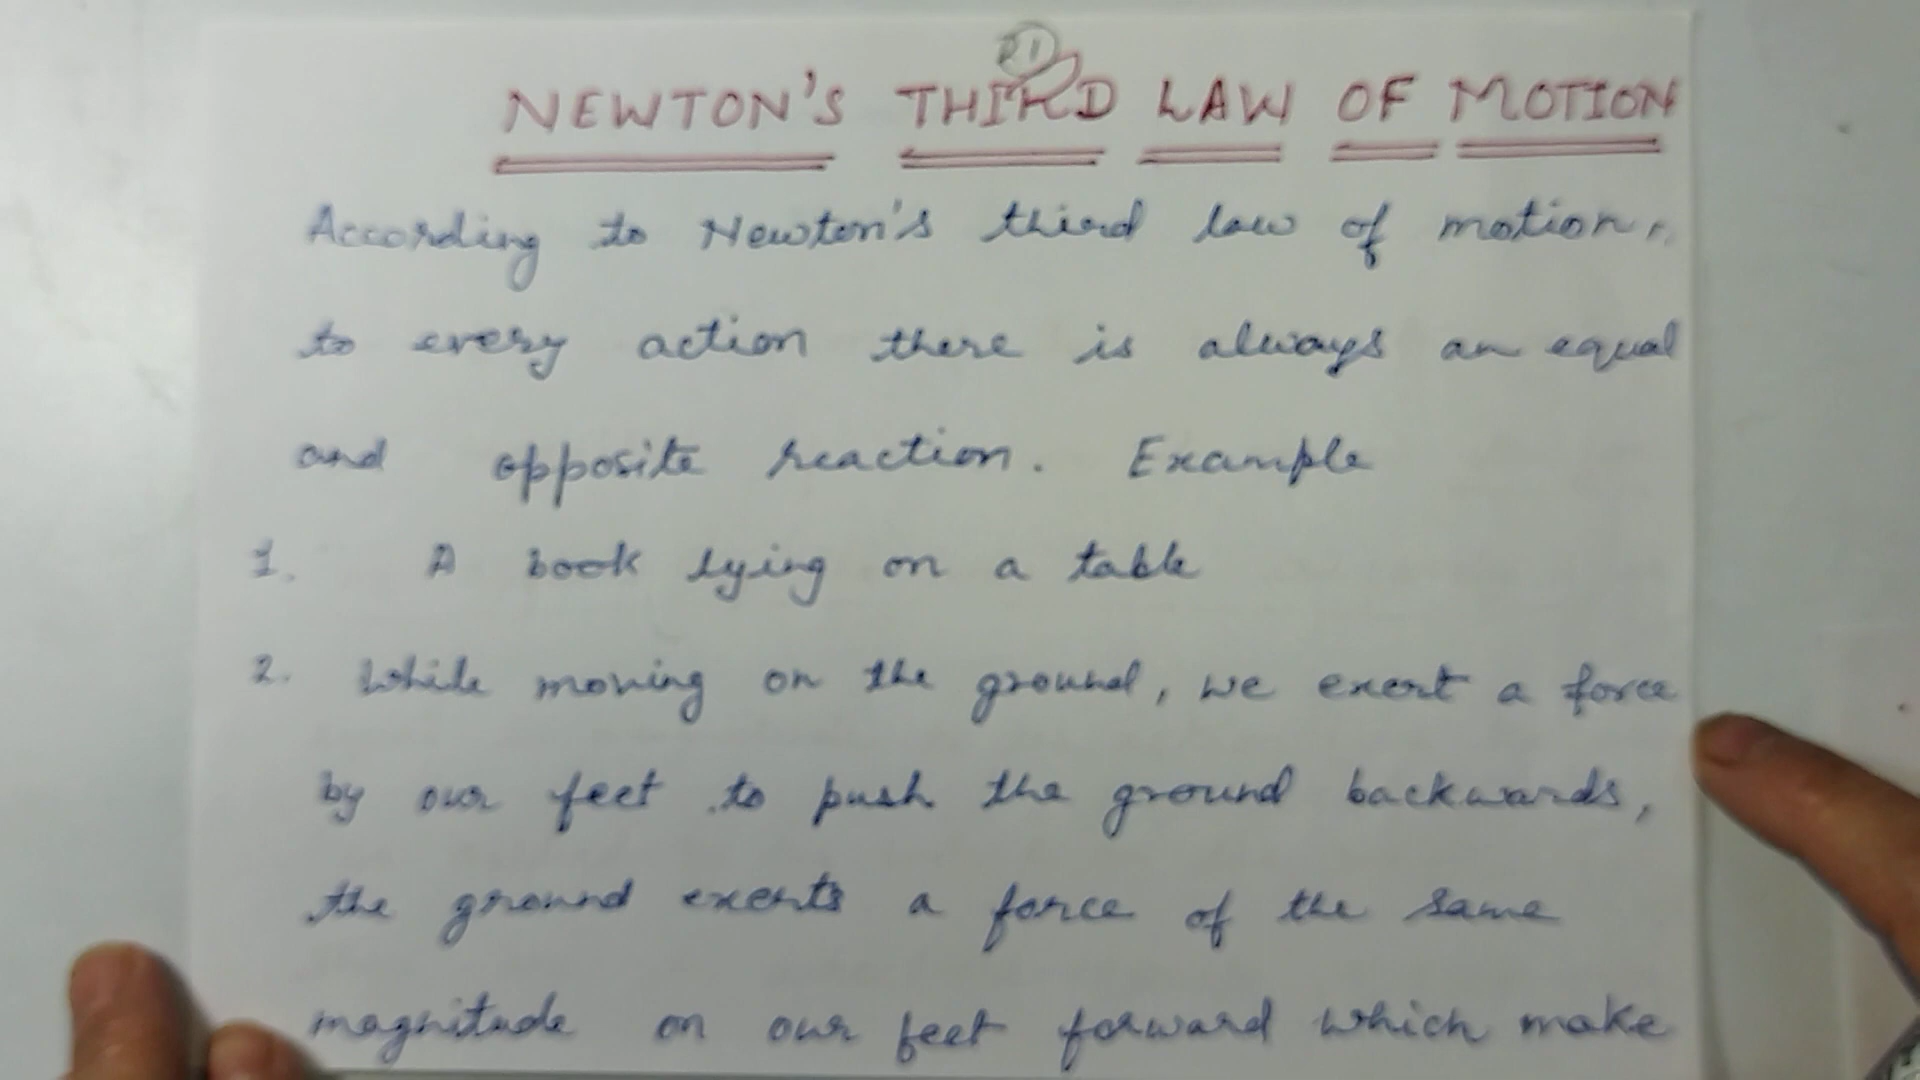 21
NEWTON'S THIRD LAW OF MOTION
According to Newton's third law of motion,
to every action there is always an equal
and opposite reaction. Example
1. A book lying on a table
2. While moving on the ground, we exert a force
by our feet to push the ground backwards,
the ground exerts a force of the same
magnitude on our feet forward which make